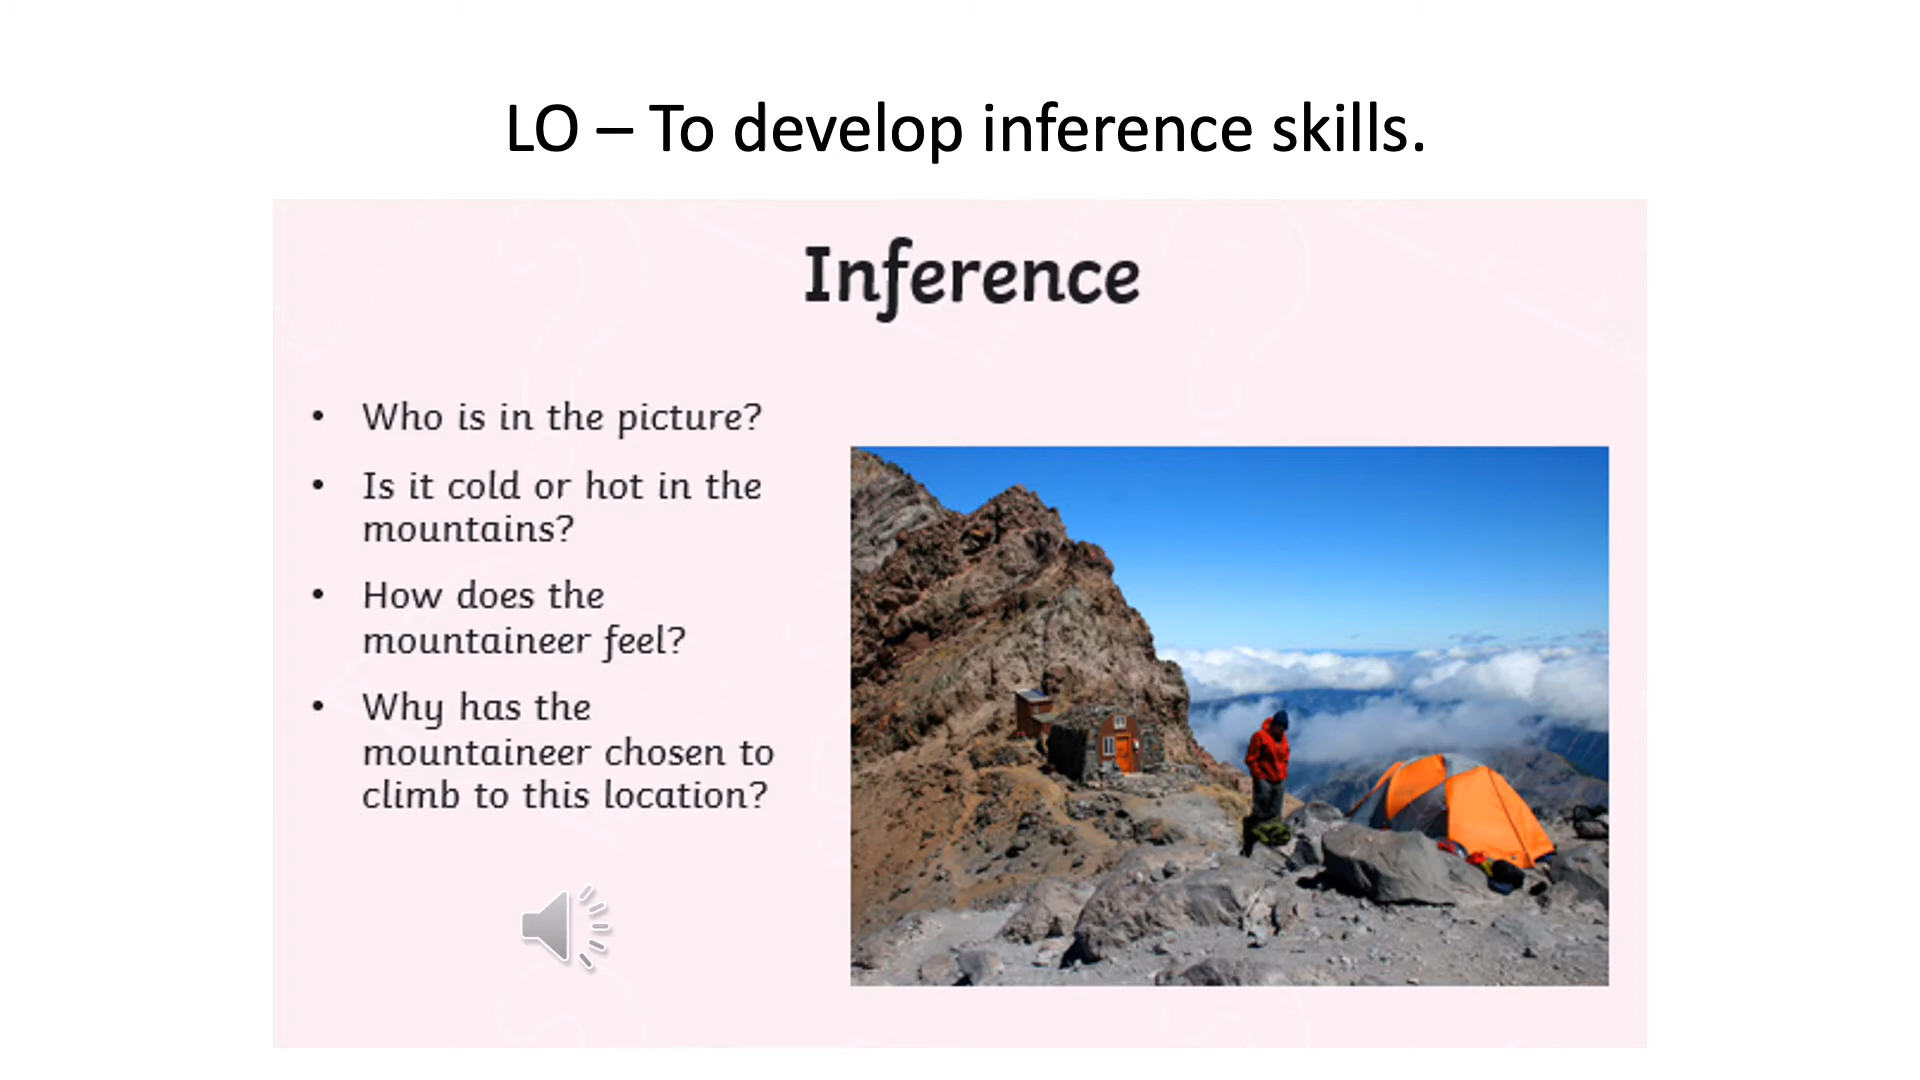 LO – To develop inference skills.
Inference
• Who is in the picture?
• Is it cold or hot in the
mountains?
• How does the
mountaineer feel?
• Why has the
mountaineer chosen to
climb to this location?